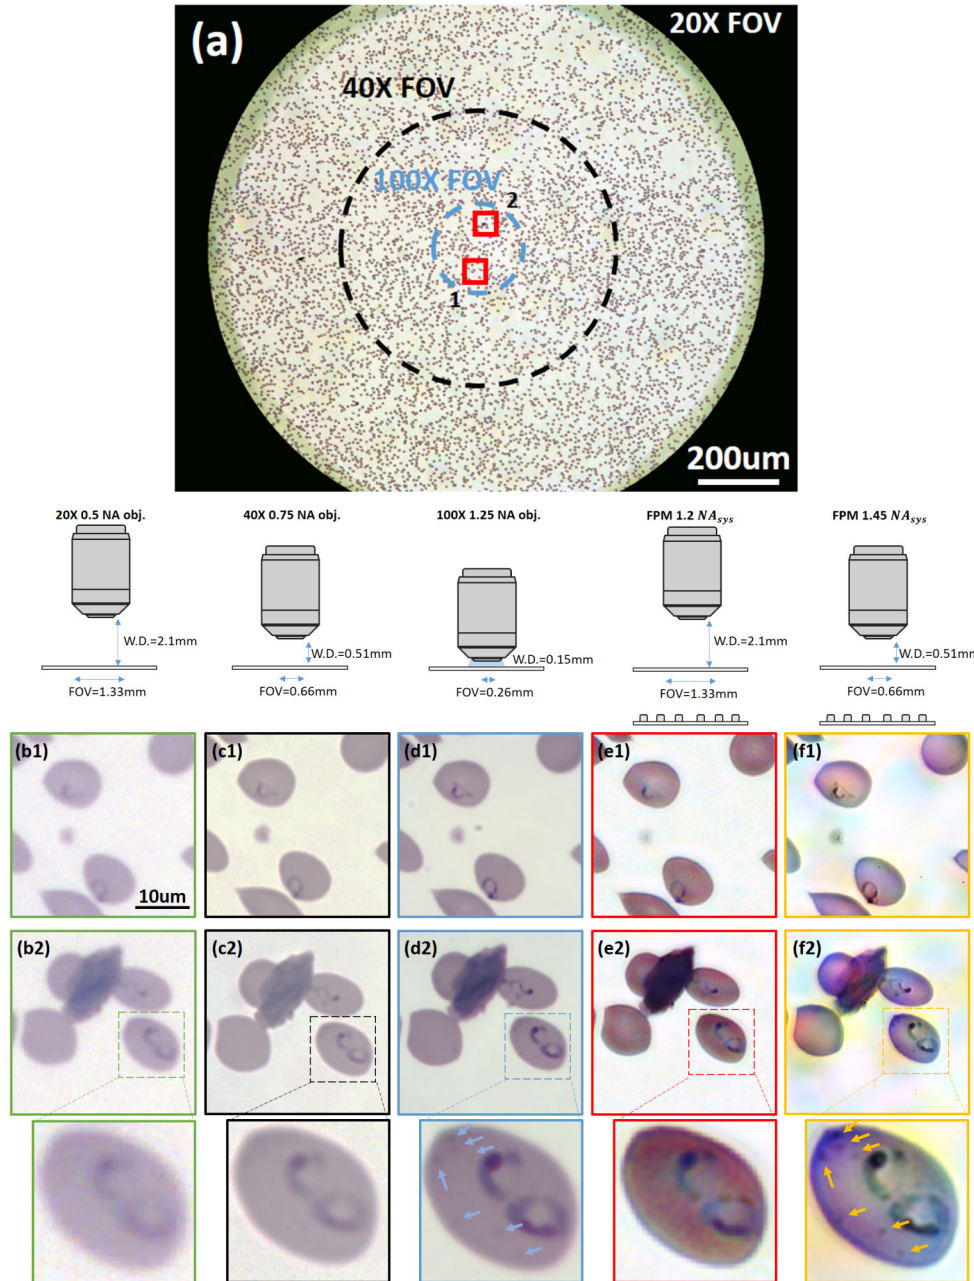 (a)
20X FOV
40X FOV
100X FOV
2
1
200um
20X 0.5 NA obj.
40X 0.75 NA obj.
100X 1.25 NA obj.
FPM 1.2 NAsys
FPM 1.45 NAsys
W.D.=2.1mm
W.D.=0.51mm
W.D.=0.15mm
W.D.=2.1mm
W.D.=0.51mm
FOV=1.33mm
FOV=0.66mm
FOV=0.26mm
FOV=1.33mm
FOV=0.66mm
(b1)
(c1)
(d1)
(e1)
(f1)
10um
(b2)
(c2)
(d2)
(e2)
(f2)